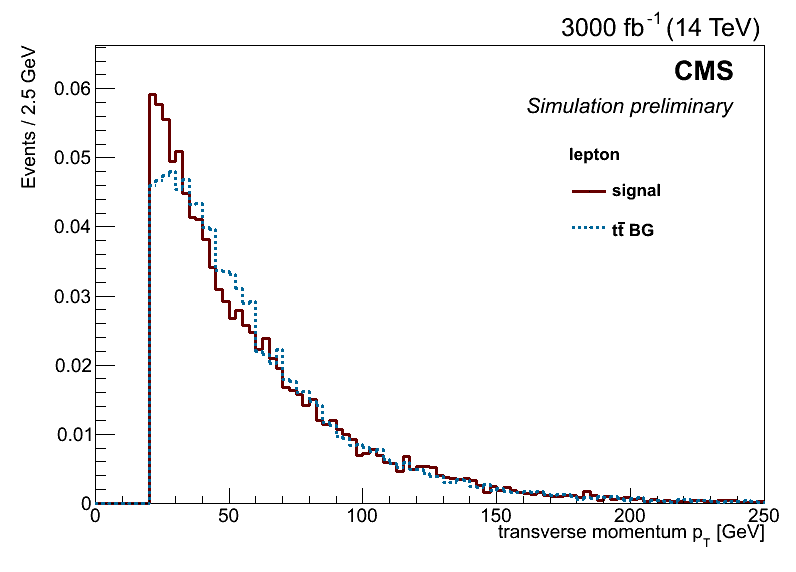 3000 fb⁻¹ (14 TeV)
CMS
Simulation preliminary
lepton
signal
tt̄ BG
Events / 2.5 GeV
0.06
0.05
0.04
0.03
0.02
0.01
0
0 50 100 150 200 250
transverse momentum p_T [GeV]